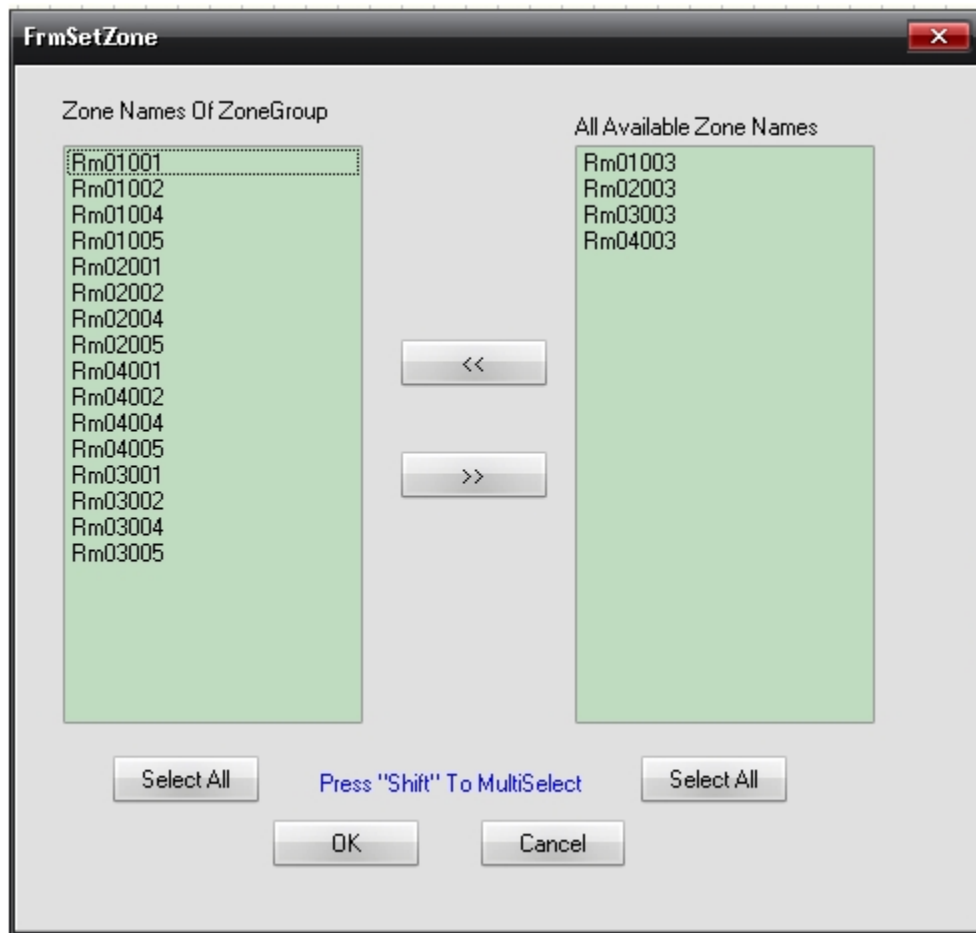 FrmSetZone
Zone Names Of ZoneGroup
Rm01001
Rm01002
Rm01004
Rm01005
Rm02001
Rm02002
Rm02004
Rm02005
Rm04001
Rm04002
Rm04004
Rm04005
Rm03001
Rm03002
Rm03004
Rm03005
<<
>>
All Available Zone Names
Rm01003
Rm02003
Rm03003
Rm04003
Select All
Press "Shift" To MultiSelect
Select All
OK
Cancel